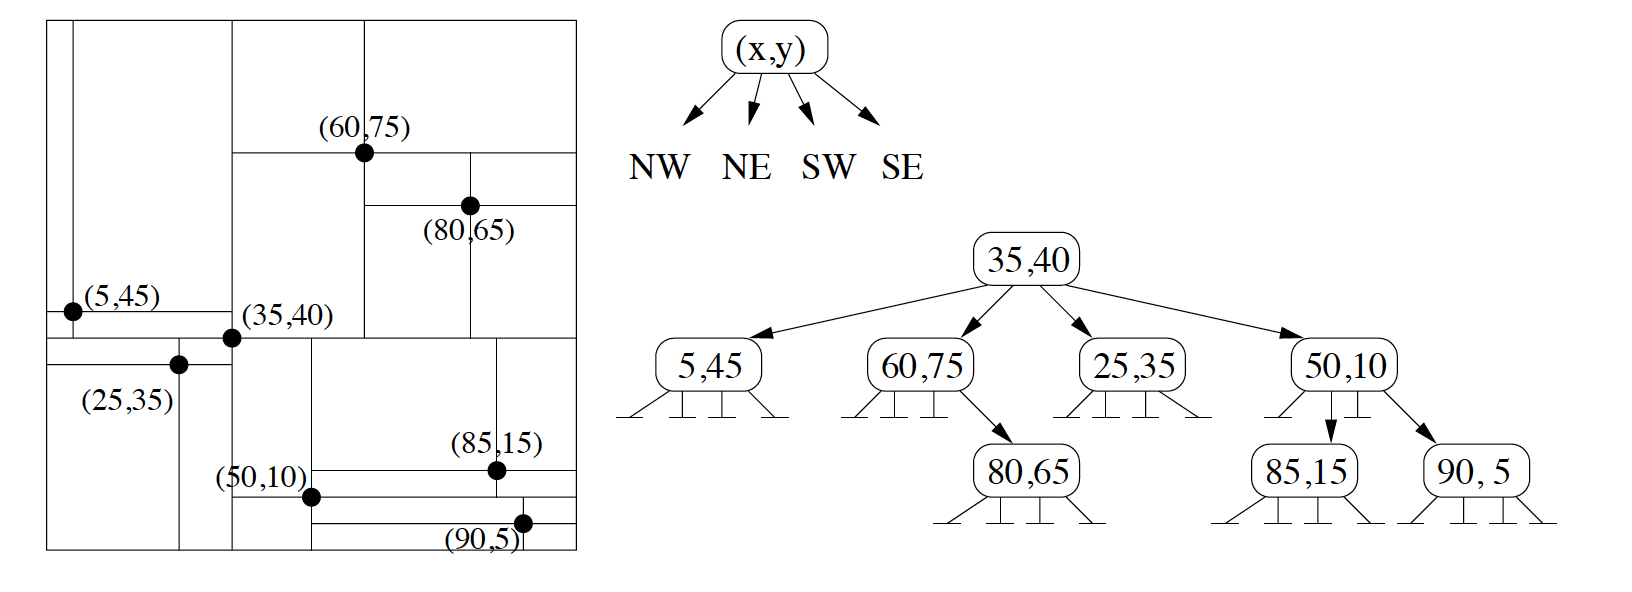 (60,75)
(80,65)
(5,45)
(35,40)
(25,35)
(85,15)
(50,10)
(90,5)
(x,y)
NW NE SW SE
35,40
5,45 60,75 25,35 50,10
80,65 85,15 90, 5